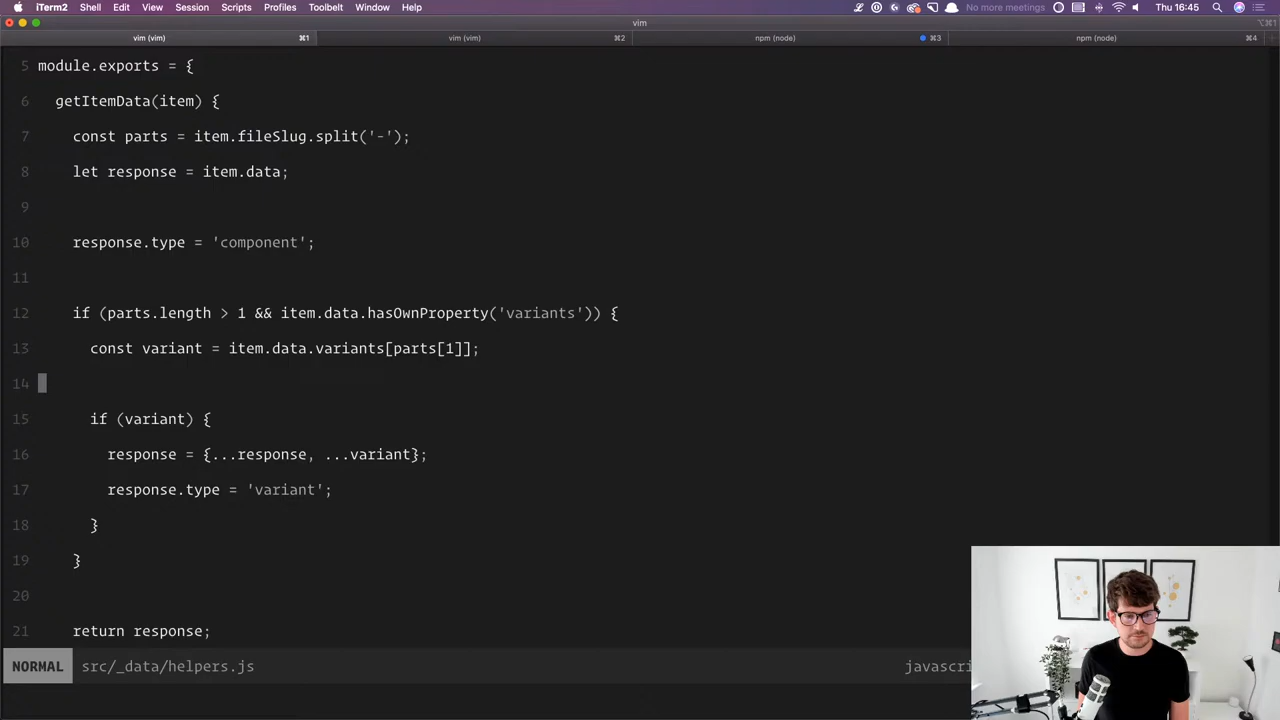 iTerm2 Shell Edit View Session Scripts Profiles Toolbelt Window Help No more meetings Thu 16:45
vim
vim (vim) ⌘1 vim (vim) ⌘2 npm (node) ⌘3 npm (node) ⌘4
5 module.exports = {
6 getItemData(item) {
7 const parts = item.fileSlug.split('-');
8 let response = item.data;
9
10 response.type = 'component';
11
12 if (parts.length > 1 && item.data.hasOwnProperty('variants')) {
13 const variant = item.data.variants[parts[1]];
14
15 if (variant) {
16 response = {...response, ...variant};
17 response.type = 'variant';
18 }
19 }
20
21 return response;
NORMAL src/_data/helpers.js